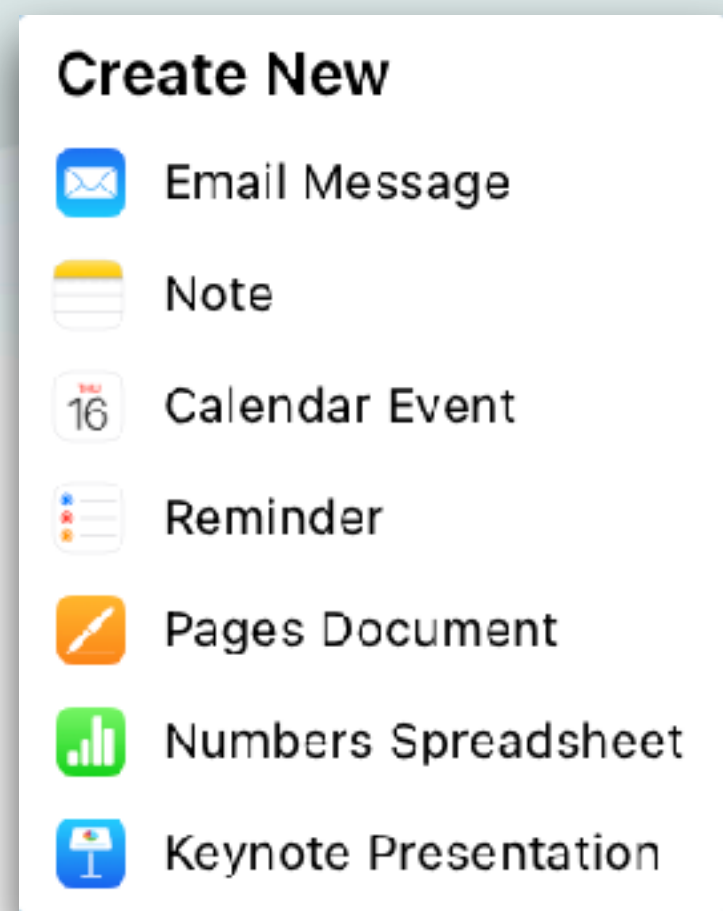 Create New
Email Message
Note
THU
16
Calendar Event
Reminder
Pages Document
Numbers Spreadsheet
Keynote Presentation